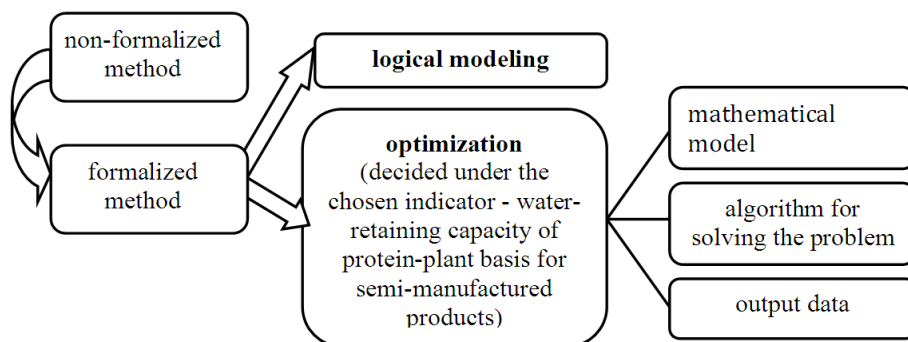 non-formalized
method
formalized
method
logical modeling
optimization
(decided under the
chosen indicator - water-
retaining capacity of
protein-plant basis for
semi-manufactured
products)
mathematical
model
algorithm for
solving the problem
output data